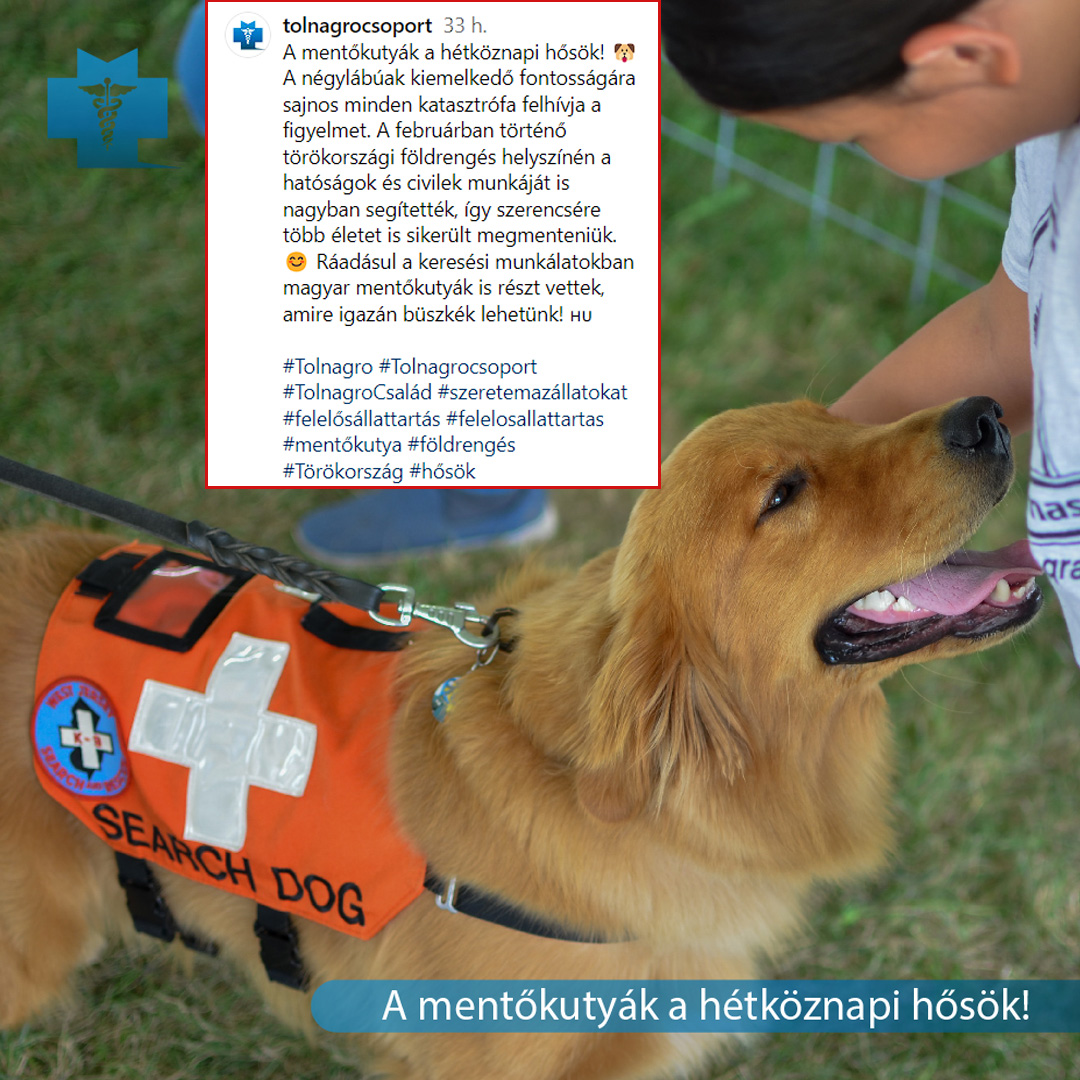 tolnagrocsoport 33 h.
A mentőkutyák a hétköznapi hősök! 🐶
A négylábúak kiemelkedő fontosságára
sajnos minden katasztrófa felhívja a
figyelmet. A februárban történő
törökországi földrengés helyszínén a
hatóságok és civilek munkáját is
nagyban segítették, így szerencsére
több életet is sikerült megmenteniük.
😊 Ráadásul a keresési munkálatokban
magyar mentőkutyák is részt vettek,
amire igazán büszkék lehetünk! HU
#Tolnagro #Tolnagrocsoport
#TolnagroCsalád #szeretemazállatokat
#felelősállattartás #felelosallattartas
#mentőkutya #földrengés
#Törökország #hősök
K-9
SEARCH
SEARCH DOG
A mentőkutyák a hétköznapi hősök!